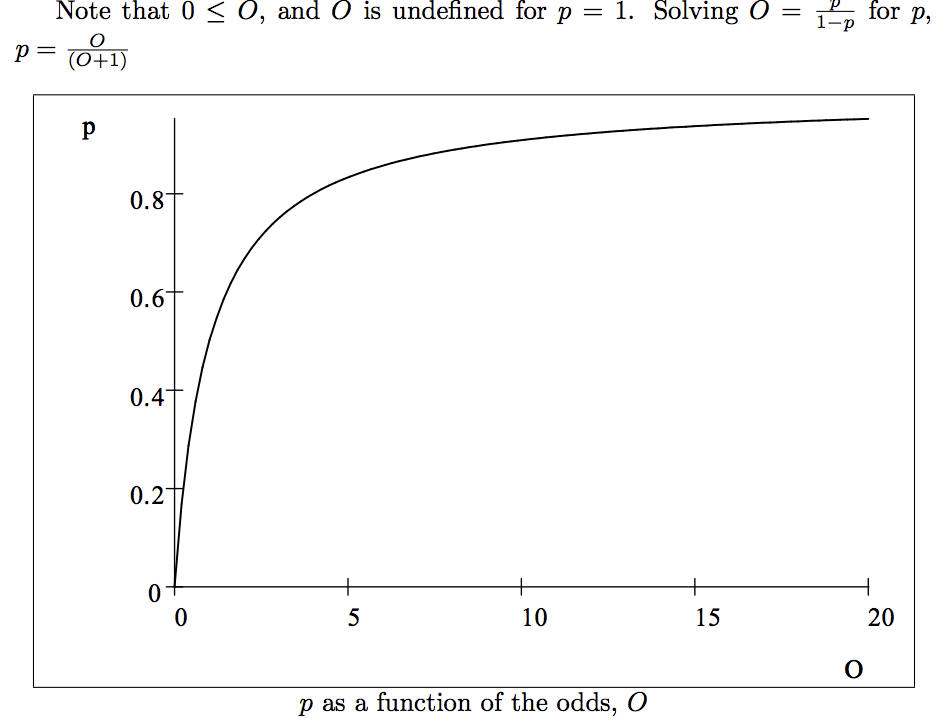 Note that 0 ≤ O, and O is undefined for p = 1. Solving O = p/(1−p) for p,
p = O/(O+1)
p
0.8
0.6
0.4
0.2
0
0 5 10 15 20
O
p as a function of the odds, O